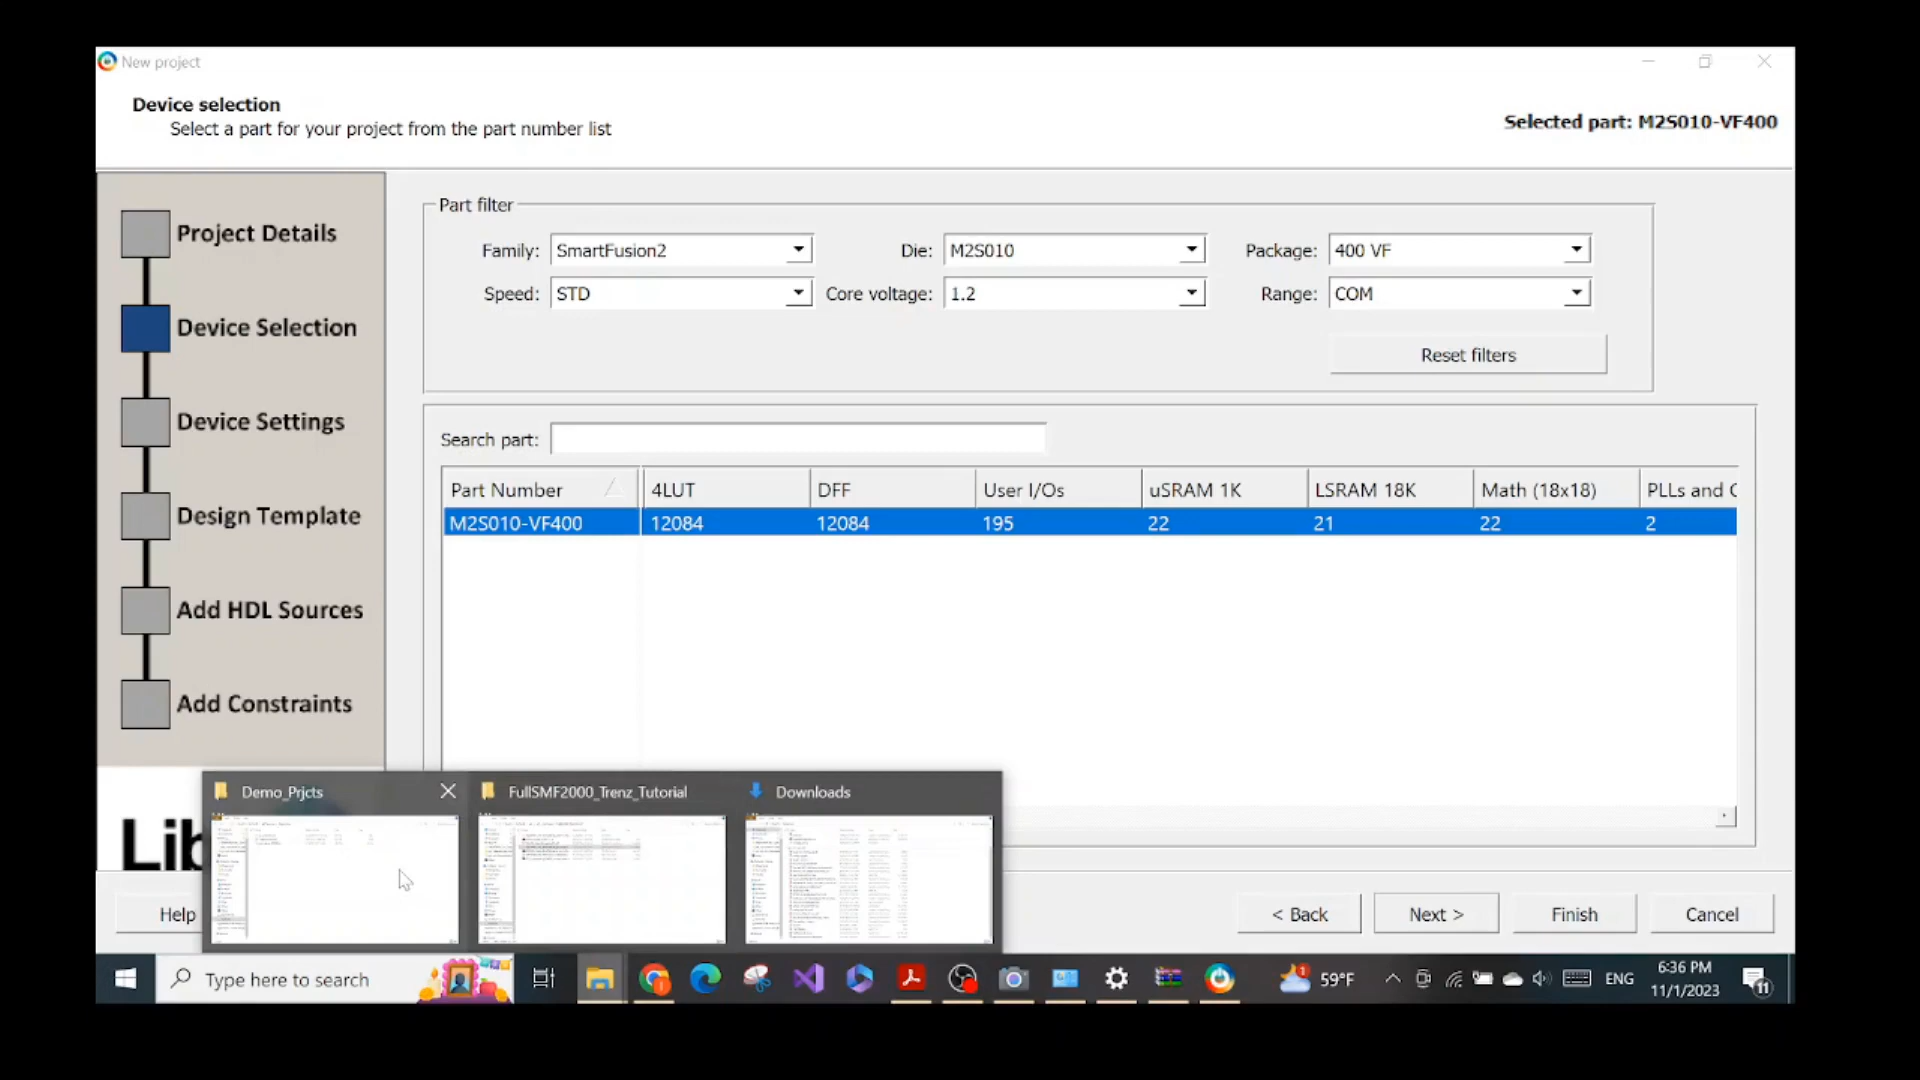 New project
Device selection
Select a part for your project from the part number list
Selected part: M2S010-VF400
Project Details
Device Selection
Device Settings
Design Template
Add HDL Sources
Add Constraints
Part filter
Family: SmartFusion2 Die: M2S010 Package: 400 VF
Speed: STD Core voltage: 1.2 Range: COM
Reset filters
Search part:
Part Number 4LUT DFF User I/Os uSRAM 1K LSRAM 18K Math (18x18) PLLs and C
M2S010-VF400 12084 12084 195 22 21 22 2
Demo_Prjcts FullSMF2000_Trenz_Tutorial Downloads
Lib
Help < Back Next > Finish Cancel
Type here to search 59°F ENG 6:36 PM
11/1/2023 11